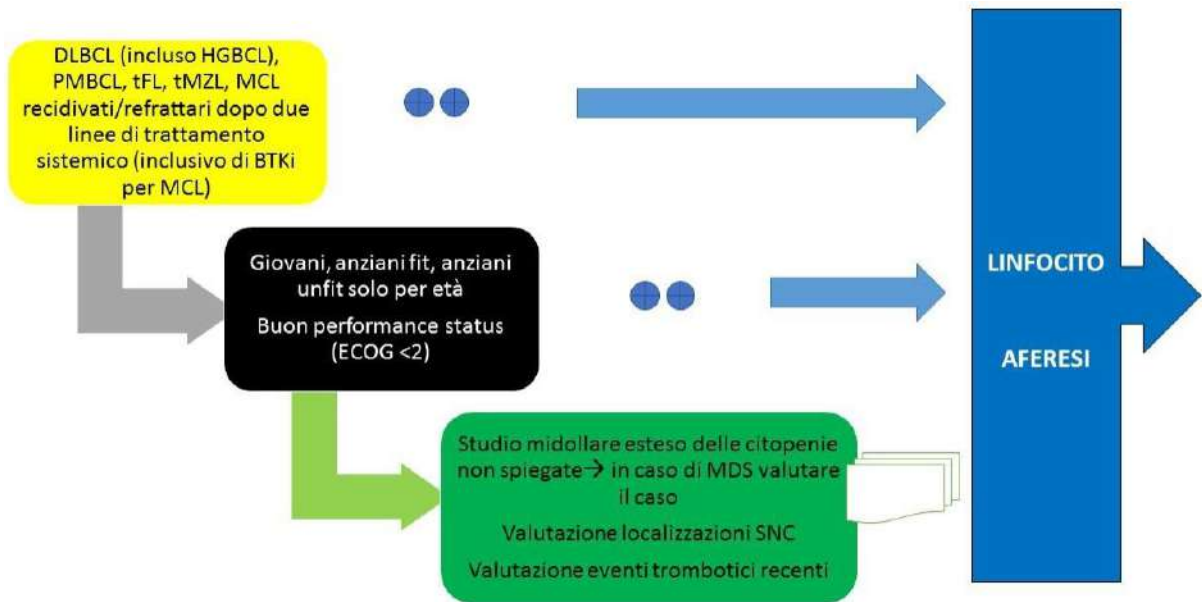 DLBCL (incluso HGBCL),
PMBCL, tFL, tMZL, MCL
recidivati/refrattari dopo due
linee di trattamento
sistemico (inclusivo di BTKi
per MCL)
Giovani, anziani fit, anziani
unfit solo per età
Buon performance status
(ECOG <2)
Studio midollare esteso delle citopenie
non spiegate→ in caso di MDS valutare
il caso
Valutazione localizzazioni SNC
Valutazione eventi trombotici recenti
LINFOCITO
AFERESI